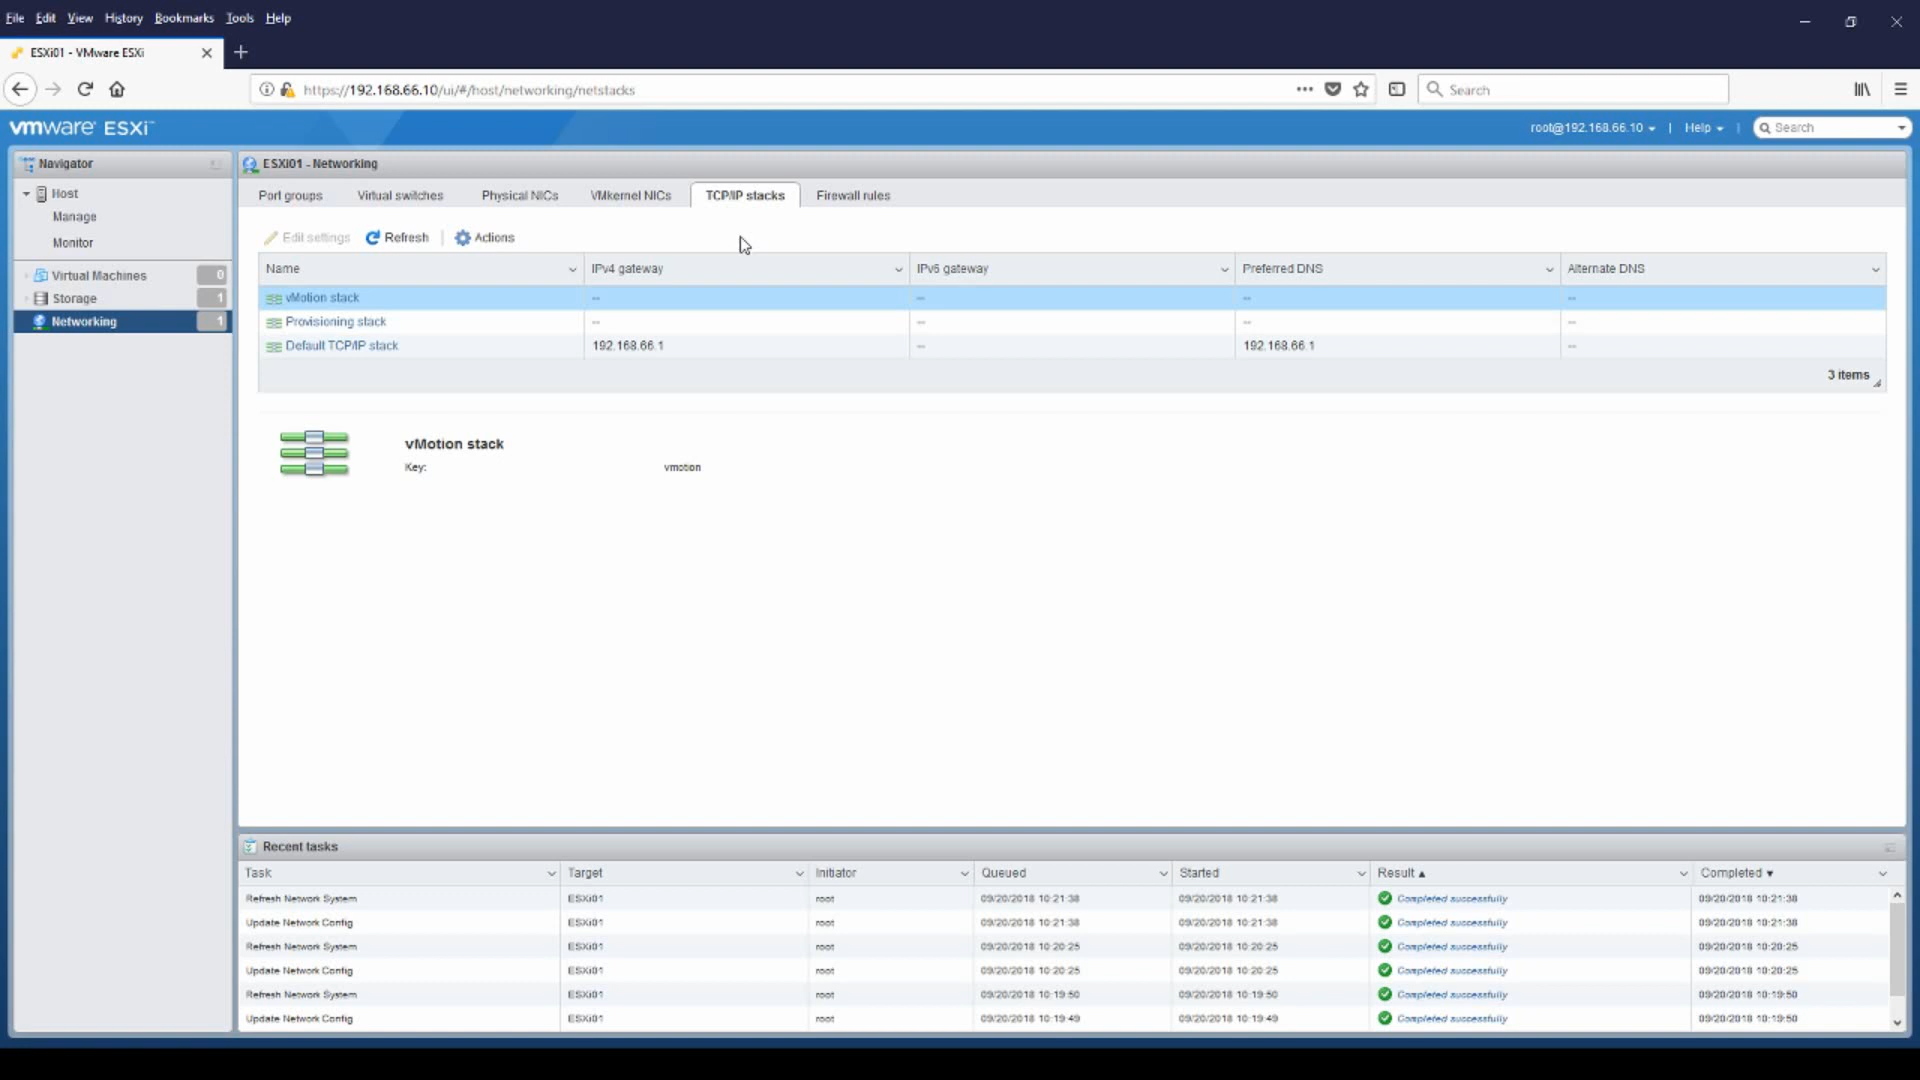 File Edit View History Bookmarks Tools Help
ESXi01 - VMware ESXi
https://192.168.66.10/ui/#/host/networking/netstacks
Search
vmware ESXi™
root@192.168.66.10 | Help | Search
Navigator
Host
Manage
Monitor
Virtual Machines 0
Storage 1
Networking 1
ESXi01 - Networking
Port groups Virtual switches Physical NICs VMkernel NICs TCP/IP stacks Firewall rules
Edit settings Refresh | Actions
Name IPv4 gateway IPv6 gateway Preferred DNS Alternate DNS
vMotion stack -- -- -- --
Provisioning stack -- -- -- --
Default TCP/IP stack 192.168.66.1 -- 192.168.66.1 --
3 items
vMotion stack
Key: vmotion
Recent tasks
Task Target Initiator Queued Started Result Completed
Refresh Network System ESXi01 root 09/20/2018 10:21:38 09/20/2018 10:21:38 Completed successfully 09/20/2018 10:21:38
Update Network Config ESXi01 root 09/20/2018 10:21:38 09/20/2018 10:21:38 Completed successfully 09/20/2018 10:21:38
Refresh Network System ESXi01 root 09/20/2018 10:20:25 09/20/2018 10:20:25 Completed successfully 09/20/2018 10:20:25
Update Network Config ESXi01 root 09/20/2018 10:20:25 09/20/2018 10:20:25 Completed successfully 09/20/2018 10:20:25
Refresh Network System ESXi01 root 09/20/2018 10:19:50 09/20/2018 10:19:50 Completed successfully 09/20/2018 10:19:50
Update Network Config ESXi01 root 09/20/2018 10:19:49 09/20/2018 10:19:49 Completed successfully 09/20/2018 10:19:50